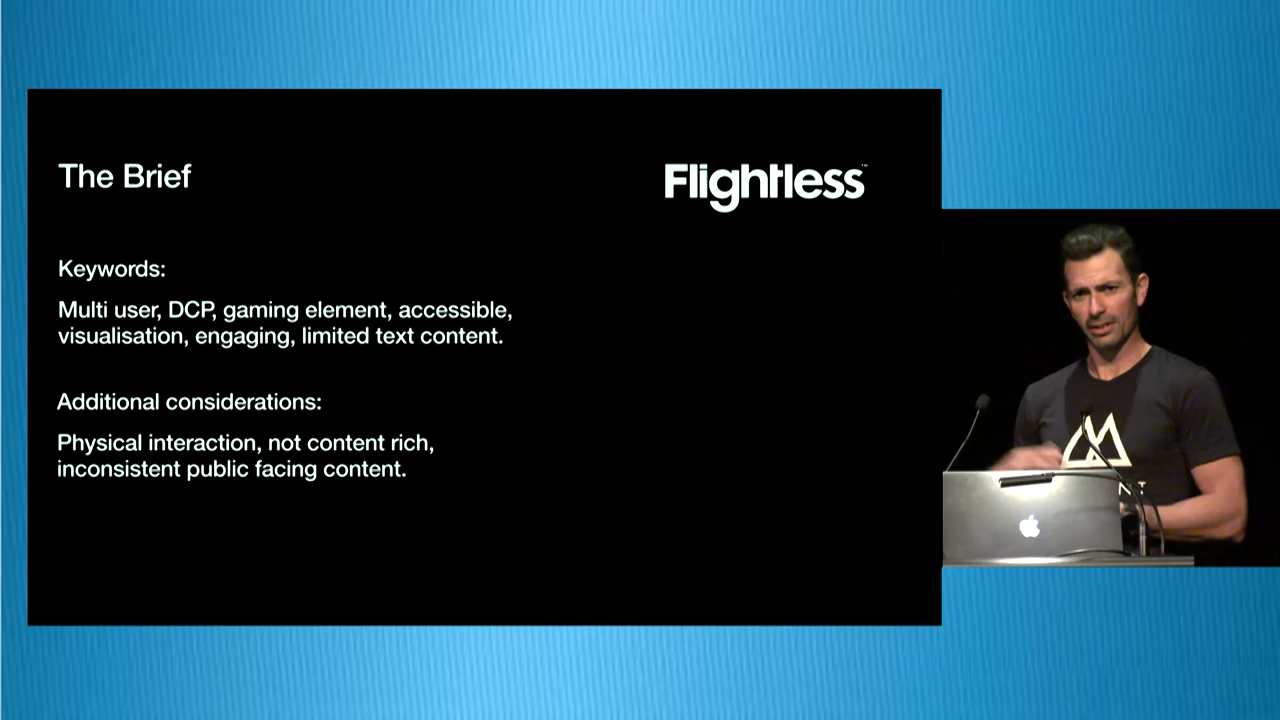 The Brief
Flightless™
Keywords:
Multi user, DCP, gaming element, accessible,
visualisation, engaging, limited text content.
Additional considerations:
Physical interaction, not content rich,
inconsistent public facing content.